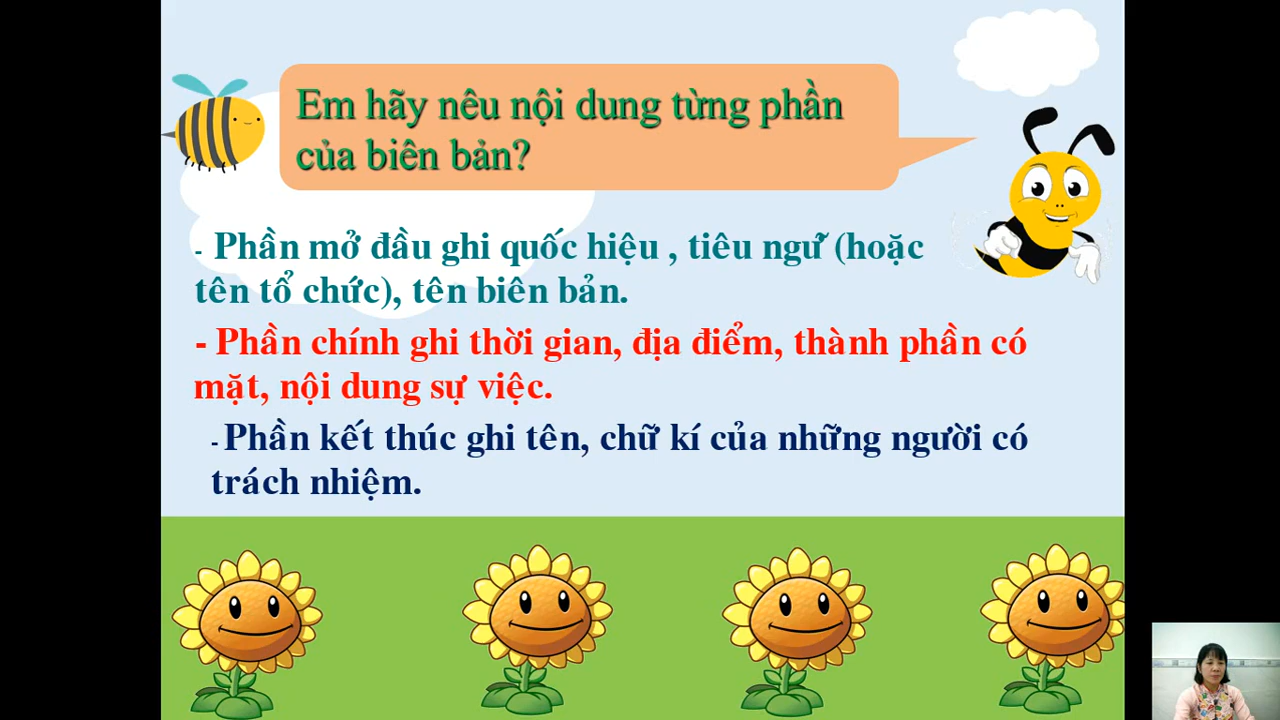 Em hãy nêu nội dung từng phần
của biên bản?
- Phần mở đầu ghi quốc hiệu , tiêu ngữ (hoặc
tên tổ chức), tên biên bản.
- Phần chính ghi thời gian, địa điểm, thành phần có
mặt, nội dung sự việc.
- Phần kết thúc ghi tên, chữ kí của những người có
trách nhiệm.